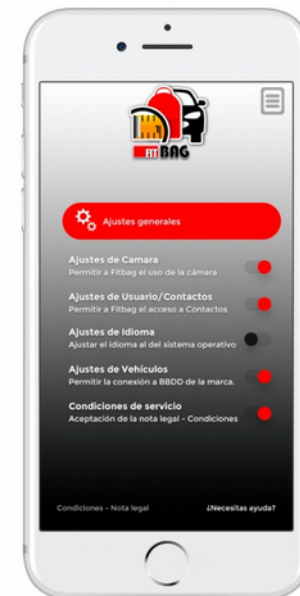 FIT BAG
Ajustes generales
Ajustes de Camara
Permitir a Fitbag el uso de la cámara
Ajustes de Usuario/Contactos
Permitir a Fitbag el acceso a Contactos
Ajustes de Idioma
Ajustar el idioma al del sistema operativo
Ajustes de Vehículos
Permitir la conexión a BBDD de la marca.
Condiciones de servicio
Aceptación de la nota legal - Condiciones
Condiciones - Nota legal
¿Necesitas ayuda?